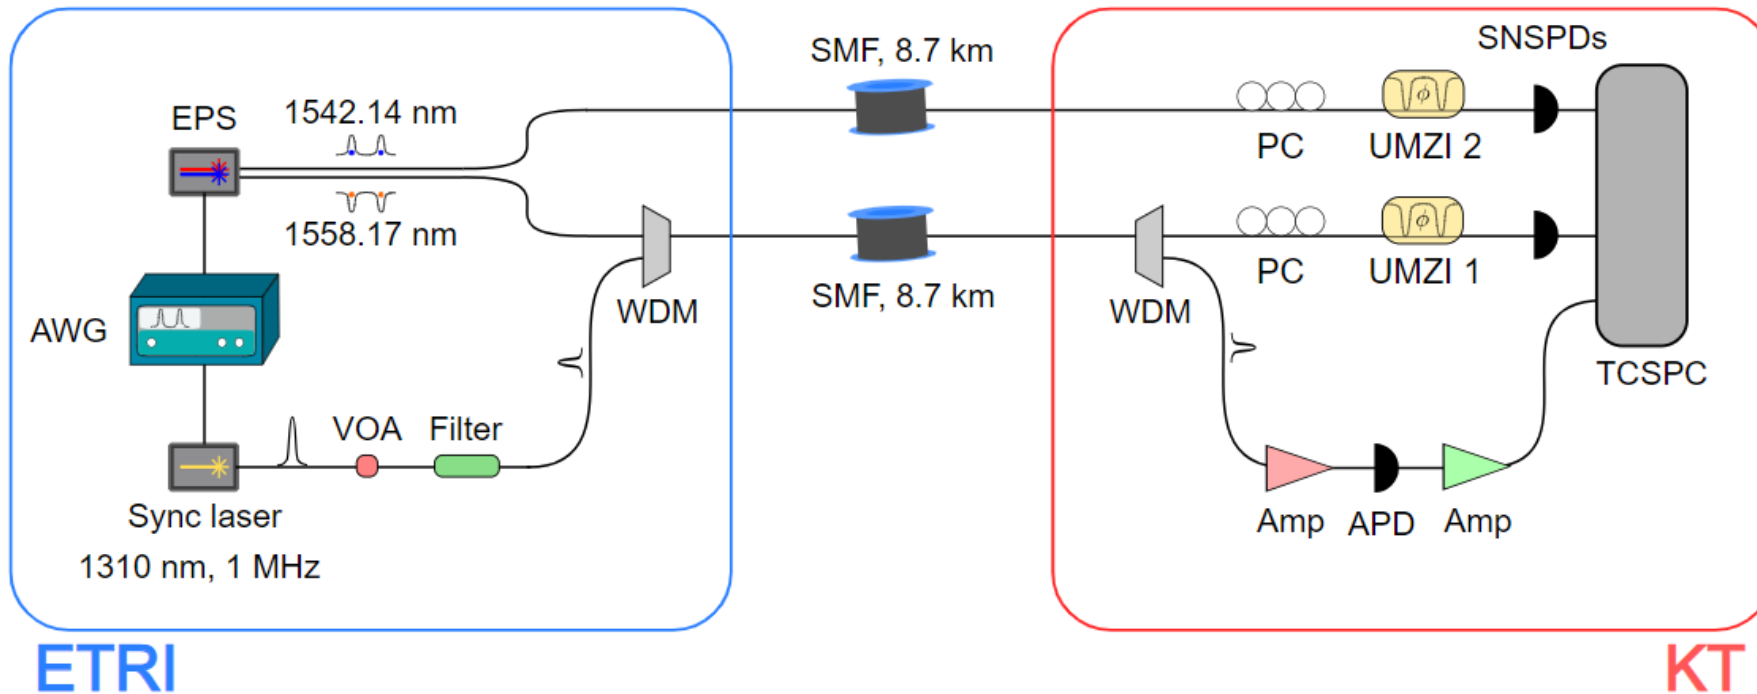 SNSPDs
SMF, 8.7 km
1542.14 nm
EPS
PC
UMZI 2
ϕ
1558.17 nm
ϕ
PC
UMZI 1
SMF, 8.7 km
WDM
WDM
AWG
TCSPC
VOA
Filter
Sync laser
1310 nm, 1 MHz
Amp
APD
Amp
ETRI
KT